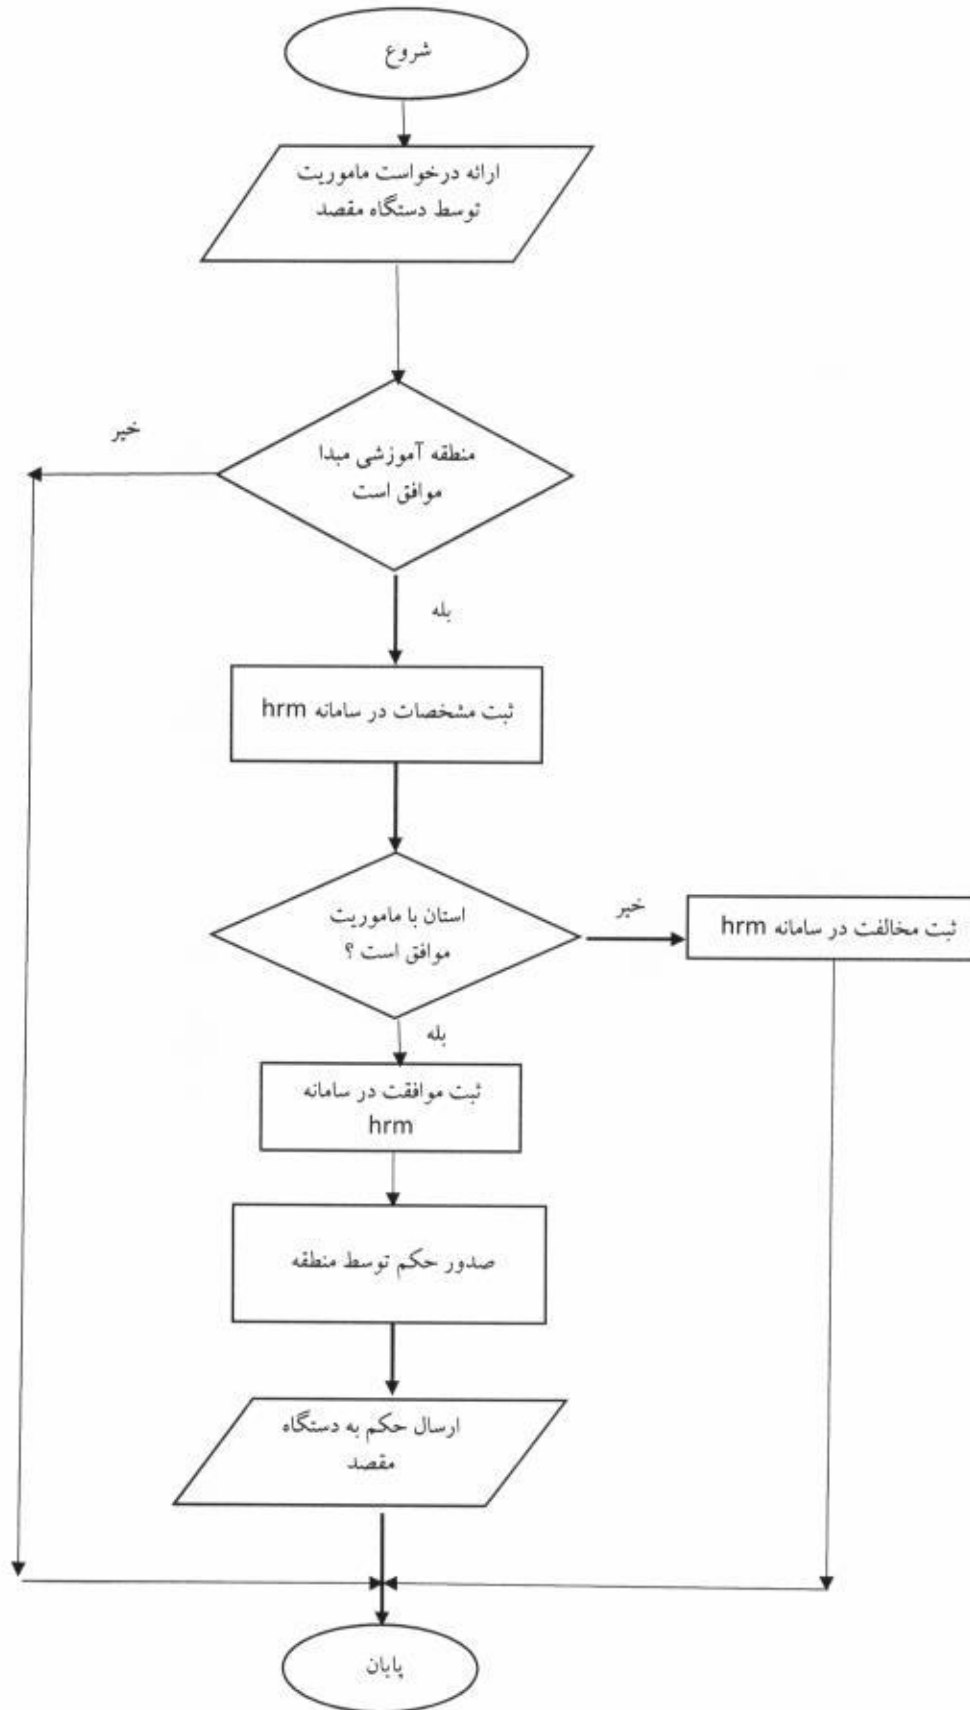 شروع
ارائه درخواست ماموریت
توسط دستگاه مقصد
خیر
منطقه آموزشی مبدا
موافق است
بله
ثبت مشخصات در سامانه hrm
استان با ماموریت
موافق است ؟
خیر
ثبت مخالفت در سامانه hrm
بله
ثبت موافقت در سامانه
hrm
صدور حکم توسط منطقه
ارسال حکم به دستگاه
مقصد
پایان